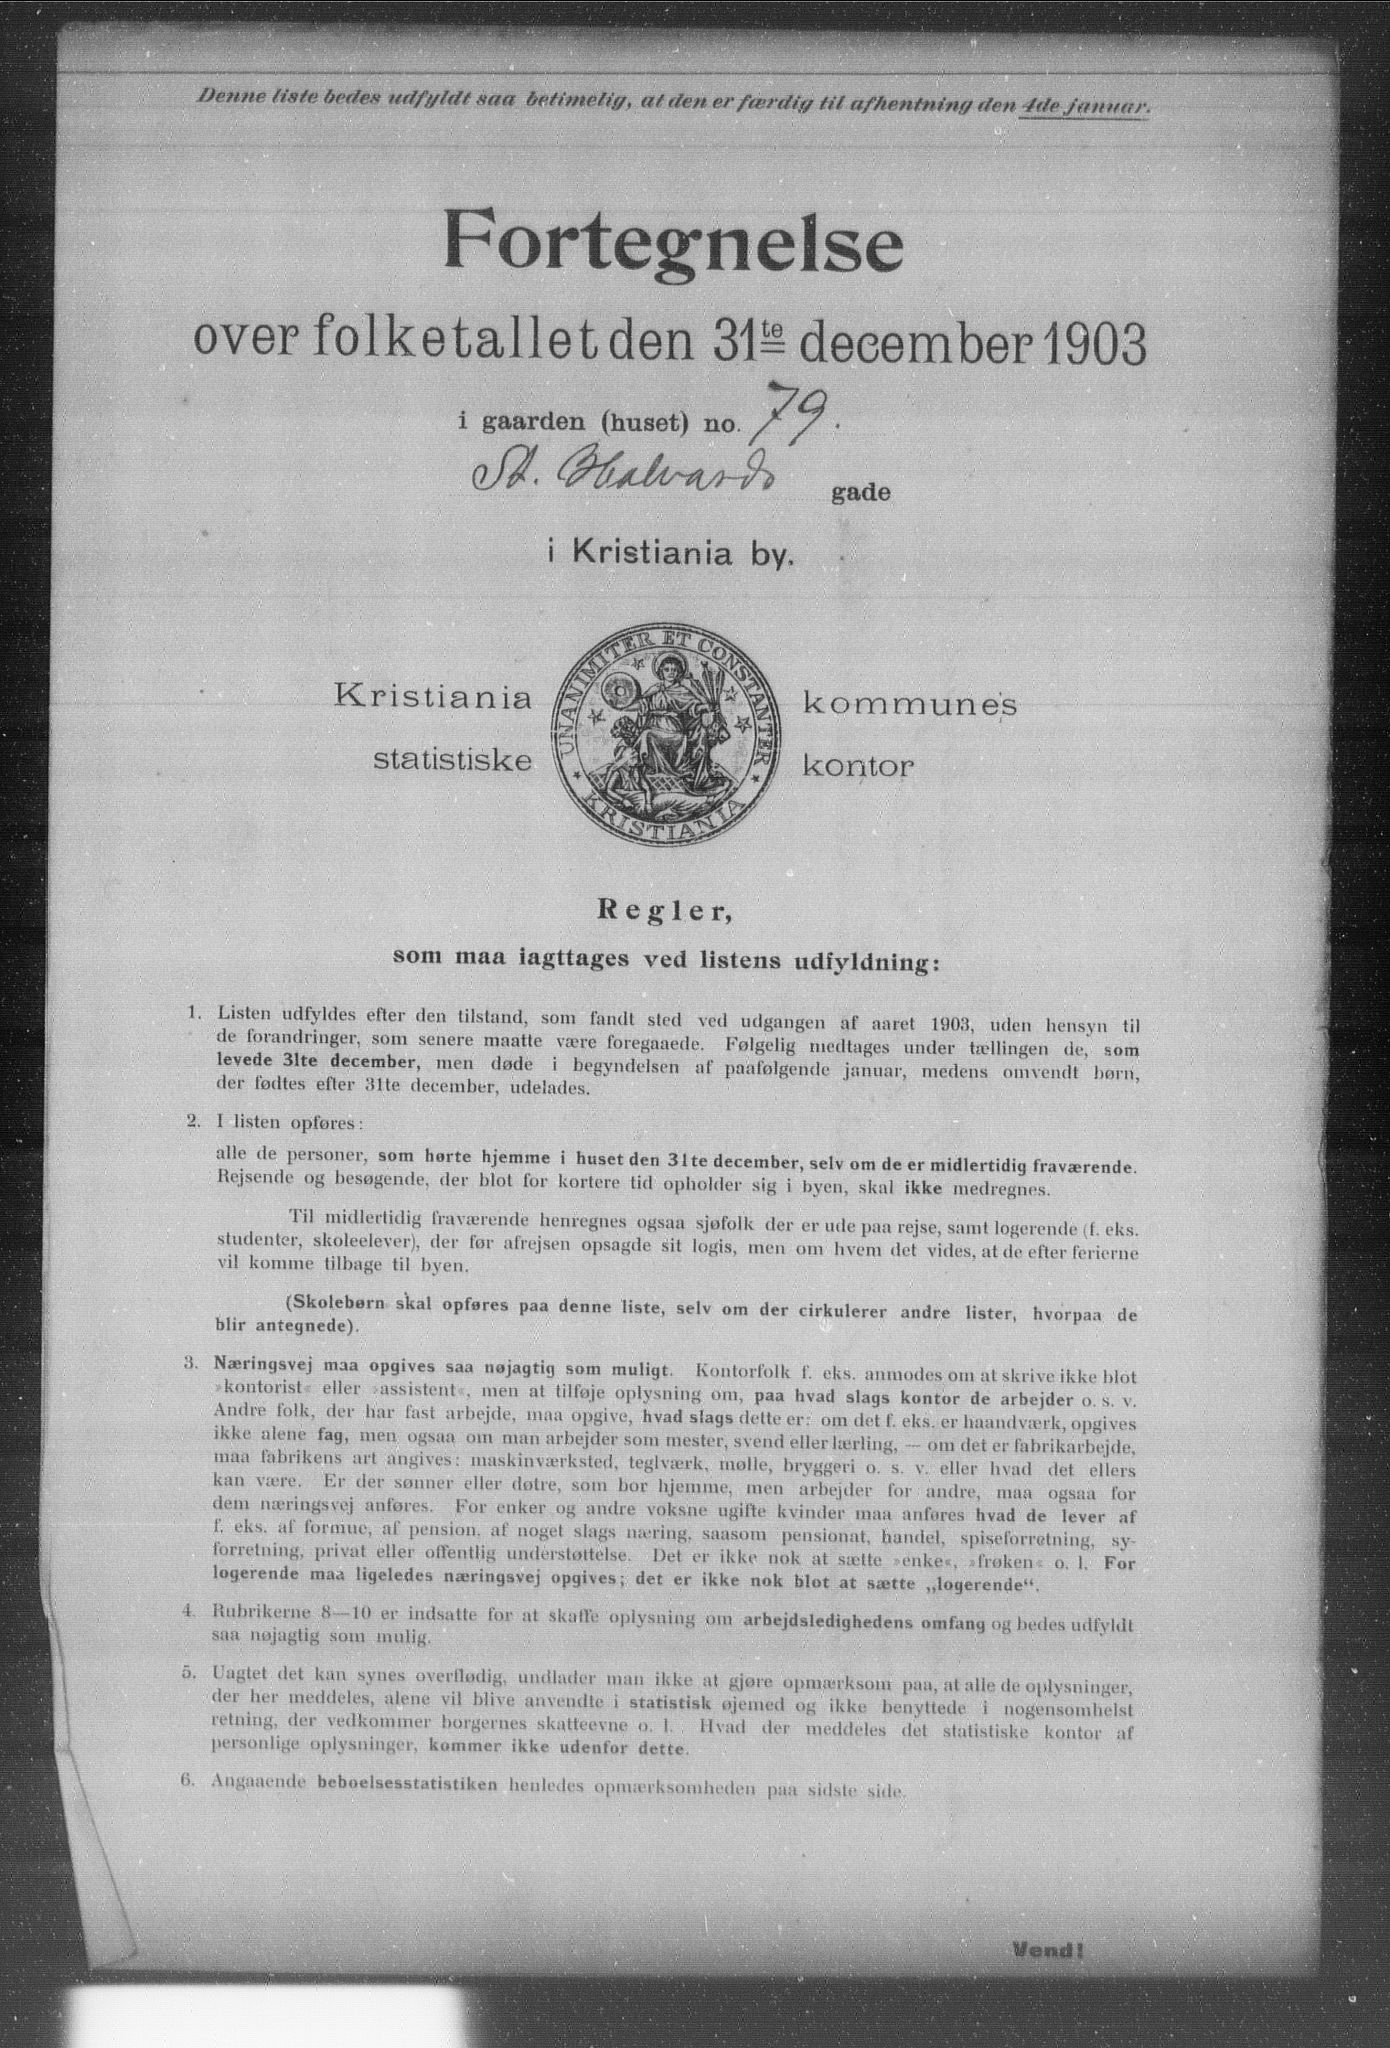 Denne liste bedes udfyldt saa betimelig, at den er færdig til afhentning den 4de januar.
Fortegnelse
over folketallet den 31te december 1903
i gaarden (huset) no. 79.
St. Halvards gade
i Kristiania by.
UNANIMITER ET CONSTANTER
KRISTIANIA
Kristiania kommunes
statistiske kontor
Regler,
som maa iagttages ved listens udfyldning:
1. Listen udfyldes efter den tilstand, som fandt sted ved udgangen af aaret 1903, uden hensyn til
de forandringer, som senere maatte være foregaaede. Følgelig medtages under tællingen de, som
levede 31te december, men døde i begyndelsen af paafølgende januar, medens omvendt børn,
der fødtes efter 31te december, udelades.
2. I listen opføres:
alle de personer, som hørte hjemme i huset den 31te december, selv om de er midlertidig fraværende.
Rejsende og besøgende, der blot for kortere tid opholder sig i byen, skal ikke medregnes.
Til midlertidig fraværende henregnes ogsaa sjøfolk der er ude paa rejse, samt logerende (f. eks.
studenter, skoleelever), der før afrejsen opsagde sit logis, men om hvem det vides, at de efter ferierne
vil komme tilbage til byen.
(Skolebørn skal opføres paa denne liste, selv om der cirkulerer andre lister, hvorpaa de
blir antegnede).
3. Næringsvej maa opgives saa nøjagtig som muligt. Kontorfolk f. eks. anmodes om at skrive ikke blot
»kontorist« eller »assistent«, men at tilføje oplysning om, paa hvad slags kontor de arbejder o. s. v.
Andre folk, der har fast arbejde, maa opgive, hvad slags dette er: om det f. eks. er haandværk, opgives
ikke alene fag, men ogsaa om man arbejder som mester, svend eller lærling, — om det er fabrikarbejde,
maa fabrikens art angives: maskinværksted, teglværk, mølle, bryggeri o. s. v. eller hvad det ellers
kan være. Er der sønner eller døtre, som bor hjemme, men arbejder for andre, maa ogsaa for
dem næringsvej anføres. For enker og andre voksne ugifte kvinder maa anføres hvad de lever af
f. eks. af formue, af pension, af noget slags næring, saasom pensionat, handel, spiseforretning, sy-
forretning, privat eller offentlig understøttelse. Det er ikke nok at sætte »enke«, »frøken« o. l. For
logerende maa ligeledes næringsvej opgives; det er ikke nok blot at sætte „logerende“.
4. Rubrikerne 8—10 er indsatte for at skaffe oplysning om arbejdsledighedens omfang og bedes udfyldt
saa nøjagtig som mulig.
5. Uagtet det kan synes overflødig, undlader man ikke at gjøre opmærksom paa, at alle de oplysninger,
der her meddeles, alene vil blive anvendte i statistisk øjemed og ikke benyttede i nogensomhelst
retning, der vedkommer borgernes skatteevne o. l. Hvad der meddeles det statistiske kontor af
personlige oplysninger, kommer ikke udenfor dette.
6. Angaaende beboelsesstatistiken henledes opmærksomheden paa sidste side.
Vend!